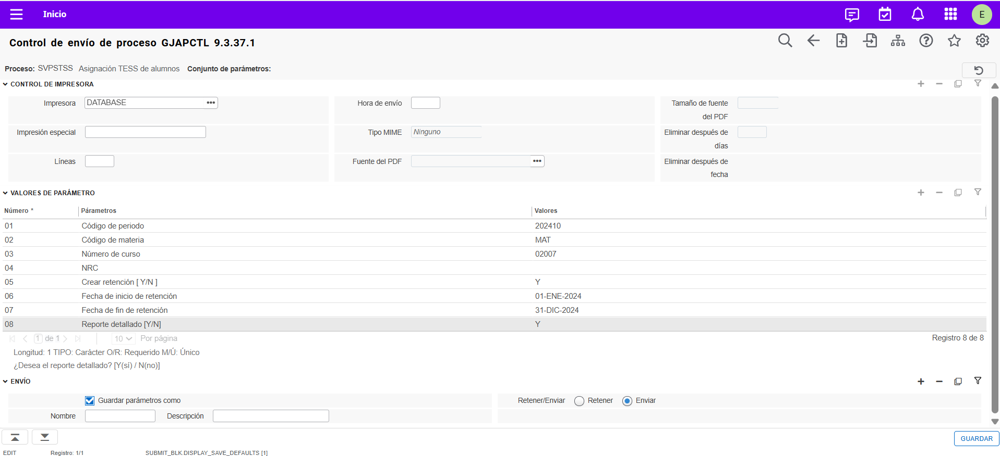 Inicio
E
Control de envío de proceso GJAPCTL 9.3.37.1
Proceso: SVPSTSS Asignación TESS de alumnos Conjunto de parámetros:
CONTROL DE IMPRESORA
Impresora DATABASE Hora de envío Tamaño de fuente del PDF
Impresión especial Tipo MIME Ninguno Eliminar después de días
Líneas Fuente del PDF Eliminar después de fecha
VALORES DE PARÁMETRO
Número * Párametros Valores
01 Código de periodo 202410
02 Código de materia MAT
03 Número de curso 02007
04 NRC
05 Crear retención [ Y/N ] Y
06 Fecha de inicio de retención 01-ENE-2024
07 Fecha de fin de retención 31-DIC-2024
08 Reporte detallado [Y/N] Y
1 de 1 10 Por página Registro 8 de 8
Longitud: 1 TIPO: Carácter O/R: Requerido M/Ú: Único
¿Desea el reporte detallado? [Y(sí) / N(no)]
ENVÍO
Guardar parámetros como Retener/Enviar Retener Enviar
Nombre Descripción
GUARDAR
EDIT Registro: 1/1 SUBMIT_BLK.DISPLAY_SAVE_DEFAULTS [1]